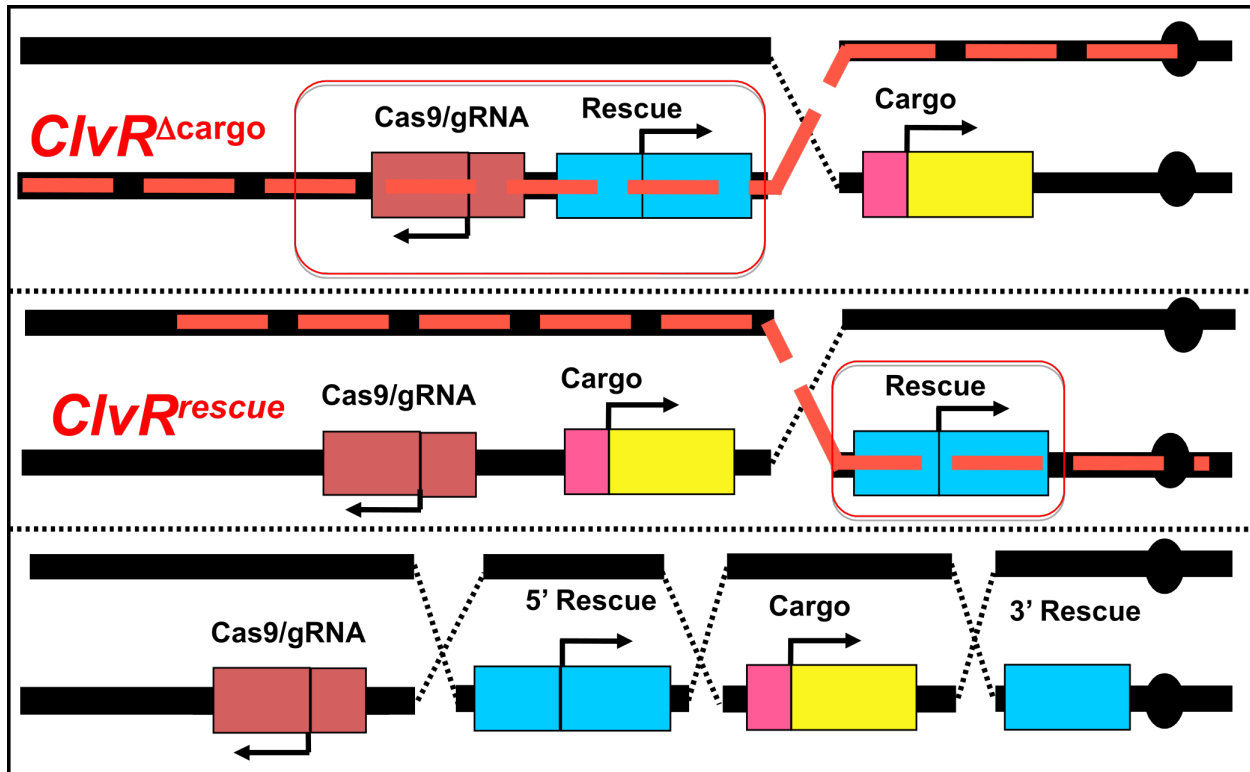 Cas9/gRNA
Rescue
Cargo
ClvRΔcargo
Cas9/gRNA
Cargo
Rescue
ClvRrescue
Cas9/gRNA
5’ Rescue
Cargo
3’ Rescue